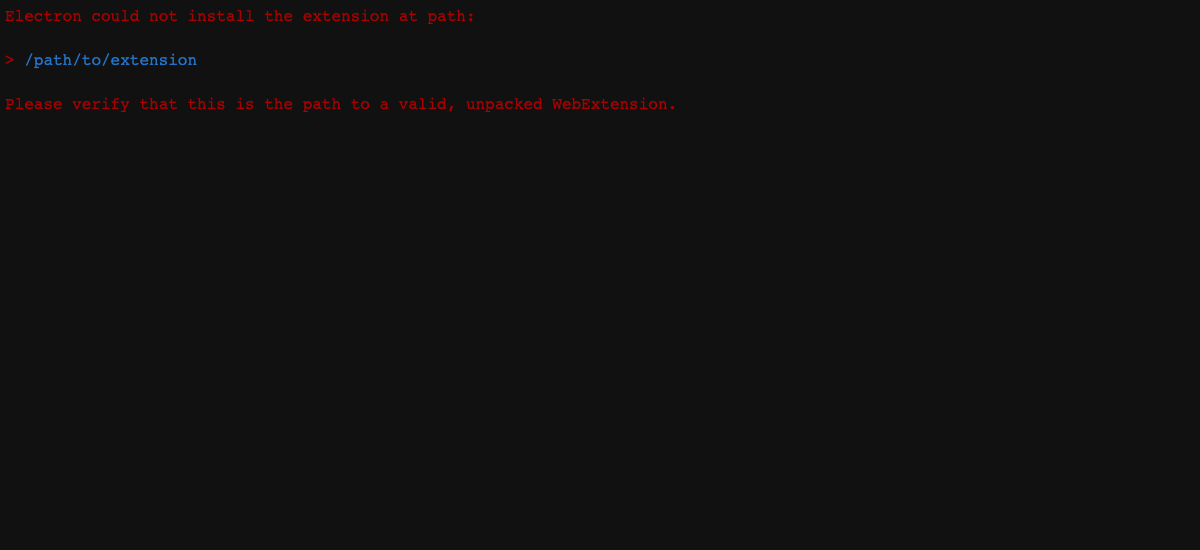 Electron could not install the extension at path:
> /path/to/extension
Please verify that this is the path to a valid, unpacked WebExtension.